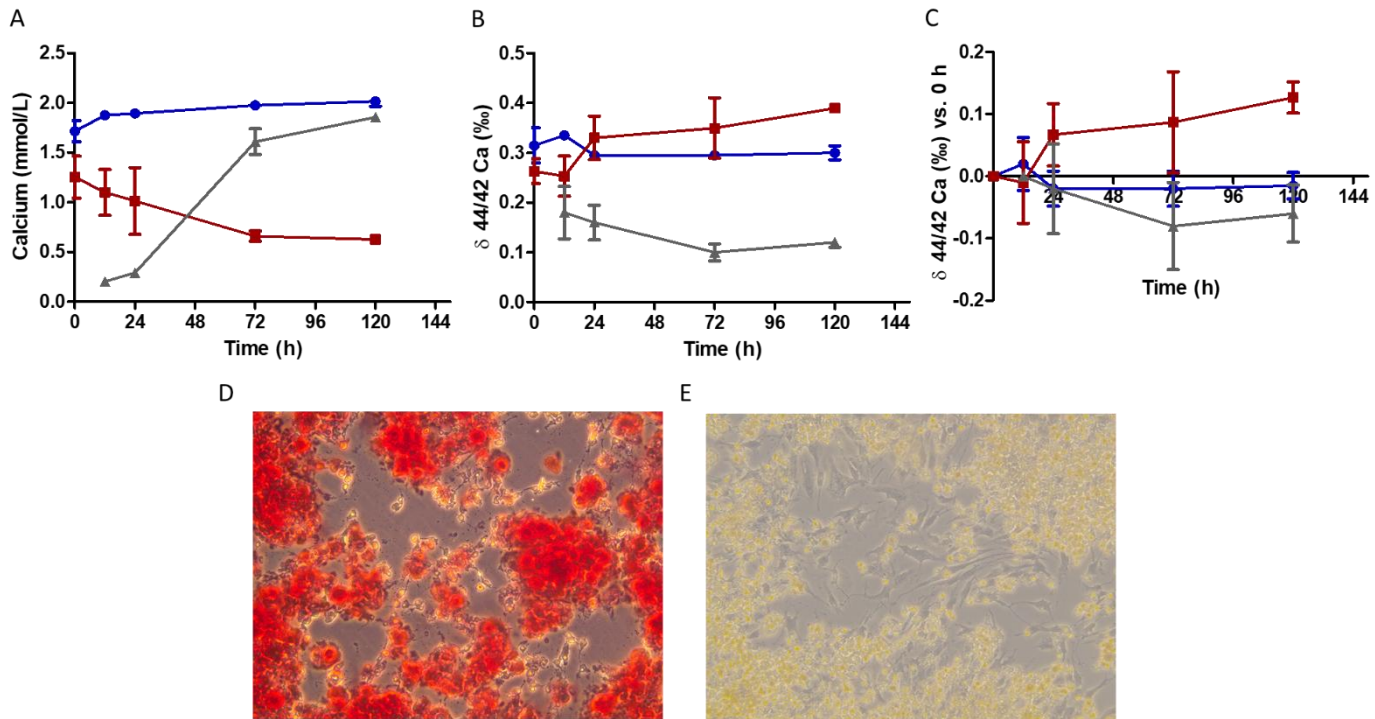 A
Calcium (mmol/L)
2.5
2.0
1.5
1.0
0.5
0.0
0 24 48 72 96 120 144
Time (h)
B
δ 44/42 Ca (‰)
0.5
0.4
0.3
0.2
0.1
0.0
0 24 48 72 96 120 144
Time (h)
C
δ 44/42 Ca (‰) vs. 0 h
0.2
0.1
0.0
-0.1
-0.2
24 48 72 96 120 144
Time (h)
D
E